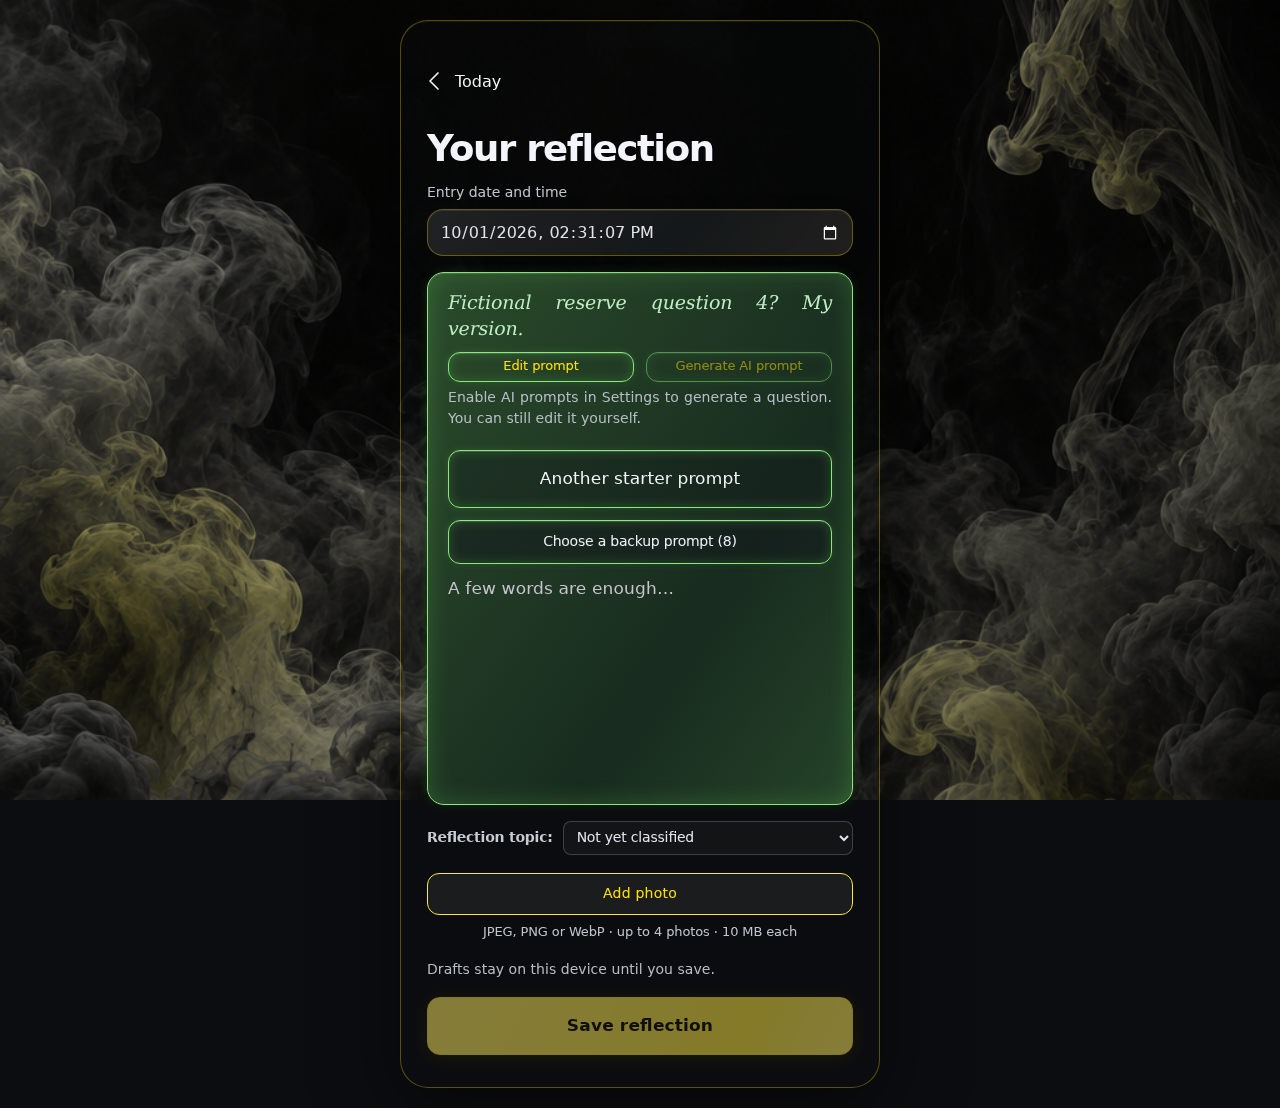 Today
Your reflection
Entry date and time
10/01/2026, 02:31:07 PM
Fictional reserve question 4? My
version.
Edit prompt
Generate AI prompt
Enable AI prompts in Settings to generate a question.
You can still edit it yourself.
Another starter prompt
Choose a backup prompt (8)
A few words are enough...
Reflection topic:
Not yet classified
Add photo
JPEG, PNG or WebP · up to 4 photos · 10 MB each
Drafts stay on this device until you save.
Save reflection